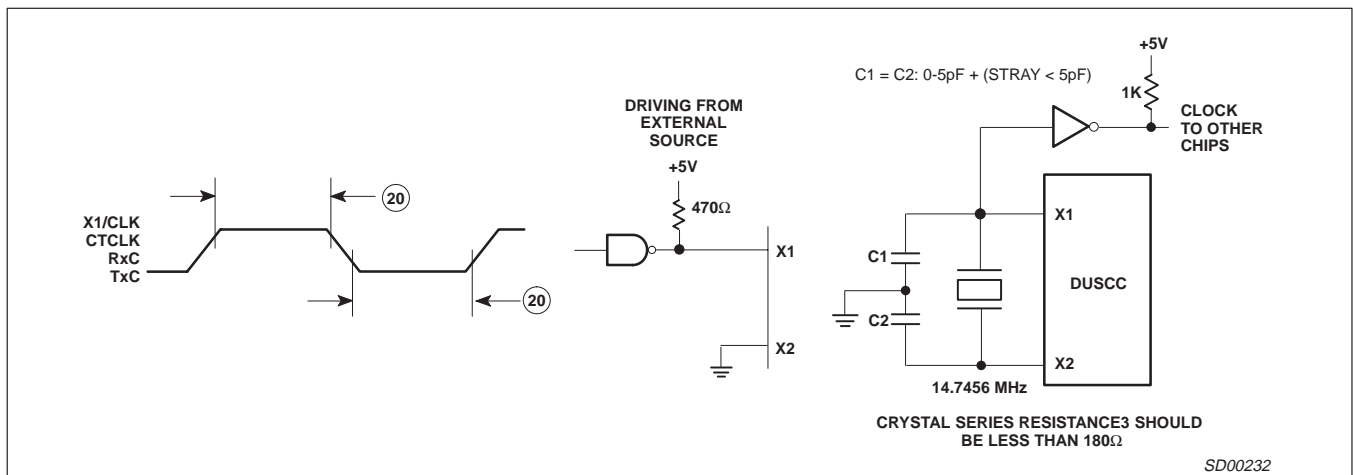 X1/CLK
CTCLK
RxC
TxC
20
20
DRIVING FROM
EXTERNAL
SOURCE
+5V
470Ω
X1
X2
C1 = C2: 0-5pF + (STRAY < 5pF)
+5V
1K
CLOCK
TO OTHER
CHIPS
X1
C1
DUSCC
C2
X2
14.7456 MHz
CRYSTAL SERIES RESISTANCE3 SHOULD
BE LESS THAN 180Ω
SD00232